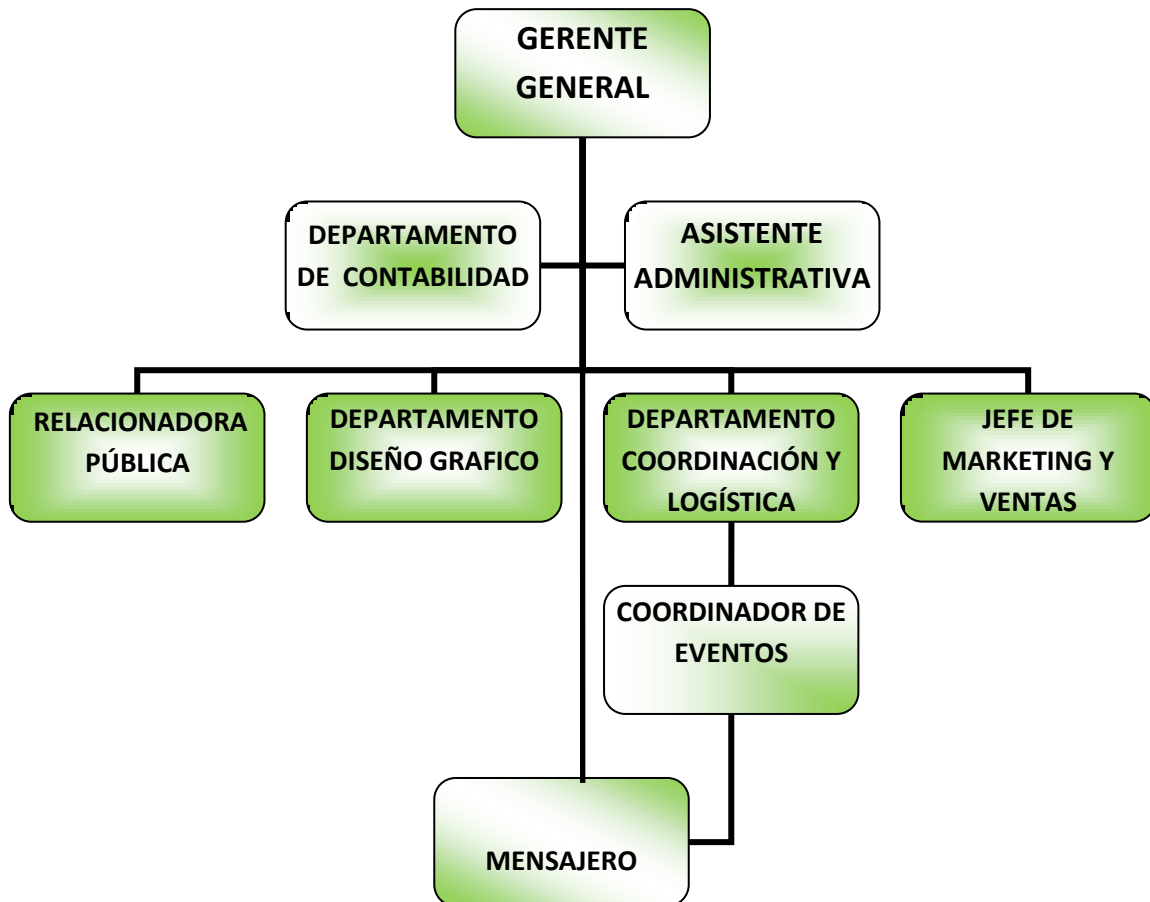 GERENTE
GENERAL
DEPARTAMENTO
DE CONTABILIDAD
ASISTENTE
ADMINISTRATIVA
RELACIONADORA
PÚBLICA
DEPARTAMENTO
DISEÑO GRAFICO
DEPARTAMENTO
COORDINACIÓN Y
LOGÍSTICA
JEFE DE
MARKETING Y
VENTAS
COORDINADOR DE
EVENTOS
MENSAJERO